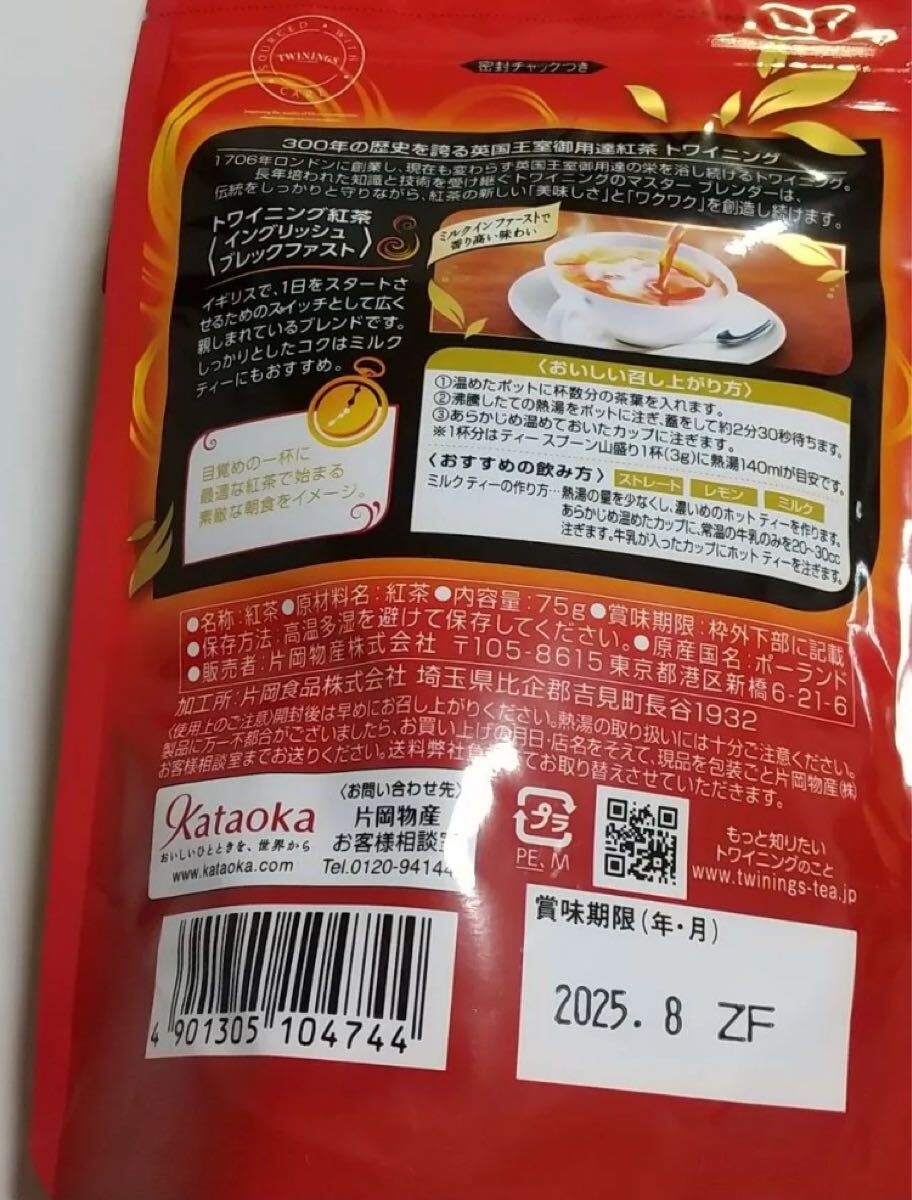 SOURCED WITH CARE
TWININGS
密封チャックつき
300年の歴史を誇る英国王室御用達紅茶 トワイニング
1706年ロンドンに創業し、現在も変わらず英国王室御用達の栄を浴し続けるトワイニング。
長年培われた知識と技術を受け継ぐトワイニングのマスター ブレンダーは、
伝統をしっかりと守りながら、紅茶の新しい「美味しさ」と「ワクワク」を創造し続けます。
トワイニング紅茶
〈イングリッシュ
ブレックファスト〉
ミルクインファーストで
香り高い味わい
イギリスで、1日をスタートさ
せるためのスイッチとして広く
親しまれているブレンドです。
しっかりとしたコクはミルク
ティーにもおすすめ。
目覚めの一杯に
最適な紅茶で始まる
素敵な朝食をイメージ。
〈おいしい召し上がり方〉
①温めたポットに杯数分の茶葉を入れます。
②沸騰したての熱湯をポットに注ぎ、蓋をして約2分30秒待ちます。
③あらかじめ温めておいたカップに注ぎます。
※1杯分はティー スプーン山盛り1杯(3g)に熱湯140mlが目安です。
〈おすすめの飲み方〉 ストレート レモン ミルク
ミルクティーの作り方…熱湯の量を少なくし、濃いめのホットティーを作ります。
あらかじめ温めたカップに、常温の牛乳のみを20~30cc
注ぎます。牛乳が入ったカップにホットティーを注ぎます。
●名称:紅茶●原材料名:紅茶●内容量:75g●賞味期限:枠外下部に記載
●保存方法:高温多湿を避けて保存してください。●原産国名:ポーランド
●販売者:片岡物産株式会社 〒105-8615 東京都港区新橋6-21-6
加工所:片岡食品株式会社 埼玉県比企郡吉見町長谷1932
〈使用上のご注意〉開封後は早めにお召し上がりください。熱湯の取り扱いには十分ご注意ください。
製品に万一不都合がございましたら、お買い上げの月日・店名をそえて、現品を包装ごと片岡物産(株)
お客様相談室までお送りください。送料弊社負 てお取り替えさせていただきます。
Kataoka
おいしいひとときを、世界から
www.kataoka.com
〈お問い合わせ先〉
片岡物産
お客様相談室
Tel.0120-94144
プラ
PE、M
もっと知りたい
トワイニングのこと
www.twinings-tea.jp
賞味期限(年・月)
2025. 8 ZF
4 901305 104744